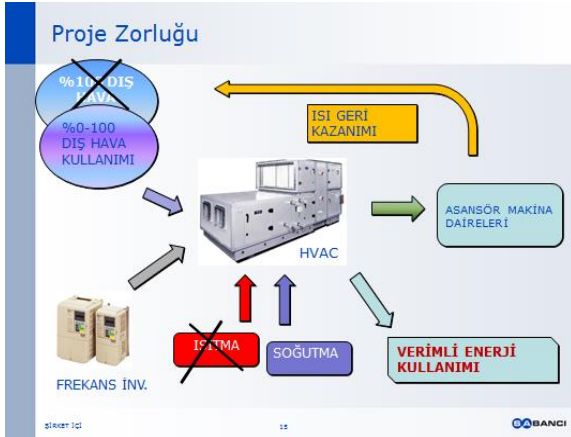 Proje Zorluğu
%100 DIŞ
HAVA
%0-100
DIŞ HAVA
KULLANIMI
ISI GERİ
KAZANIMI
HVAC
ASANSÖR MAKİNA
DAİRELERİ
FREKANS İNV.
ISITMA
SOĞUTMA
VERİMLİ ENERJİ
KULLANIMI
ŞİRKET İÇİ
15
SABANCI